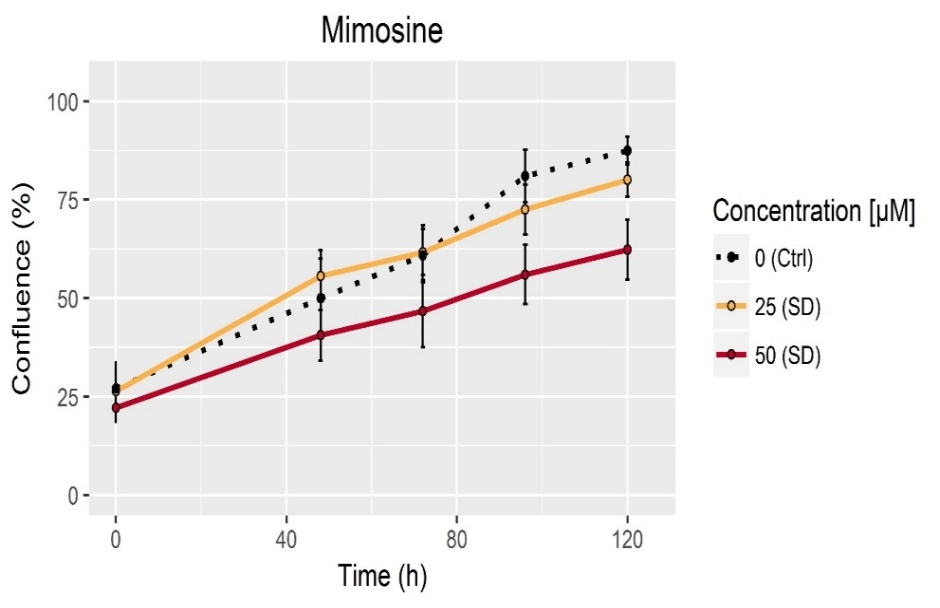 Mimosine
Confluence (%)
100
75
50
25
0
0 40 80 120
Time (h)
Concentration [µM]
0 (Ctrl)
25 (SD)
50 (SD)